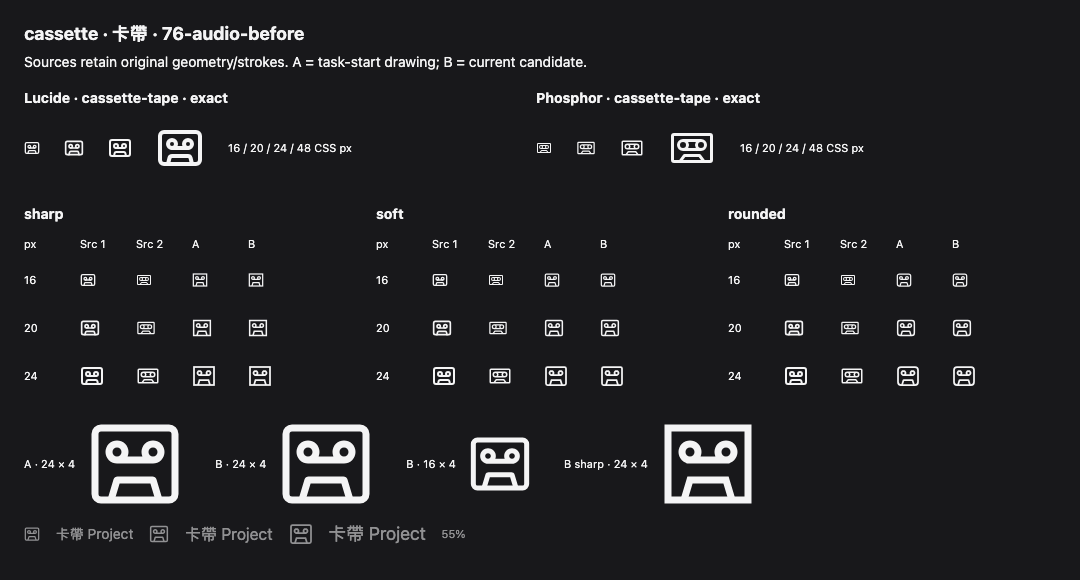 cassette · 卡帶 · 76-audio-before
Sources retain original geometry/strokes. A = task-start drawing; B = current candidate.
Lucide · cassette-tape · exact
Phosphor · cassette-tape · exact
16 / 20 / 24 / 48 CSS px
16 / 20 / 24 / 48 CSS px
sharp
soft
rounded
px Src 1 Src 2 A B
px Src 1 Src 2 A B
px Src 1 Src 2 A B
16
16
16
20
20
20
24
24
24
A · 24 × 4
B · 24 × 4
B · 16 × 4
B sharp · 24 × 4
卡帶 Project
卡帶 Project
卡帶 Project
55%